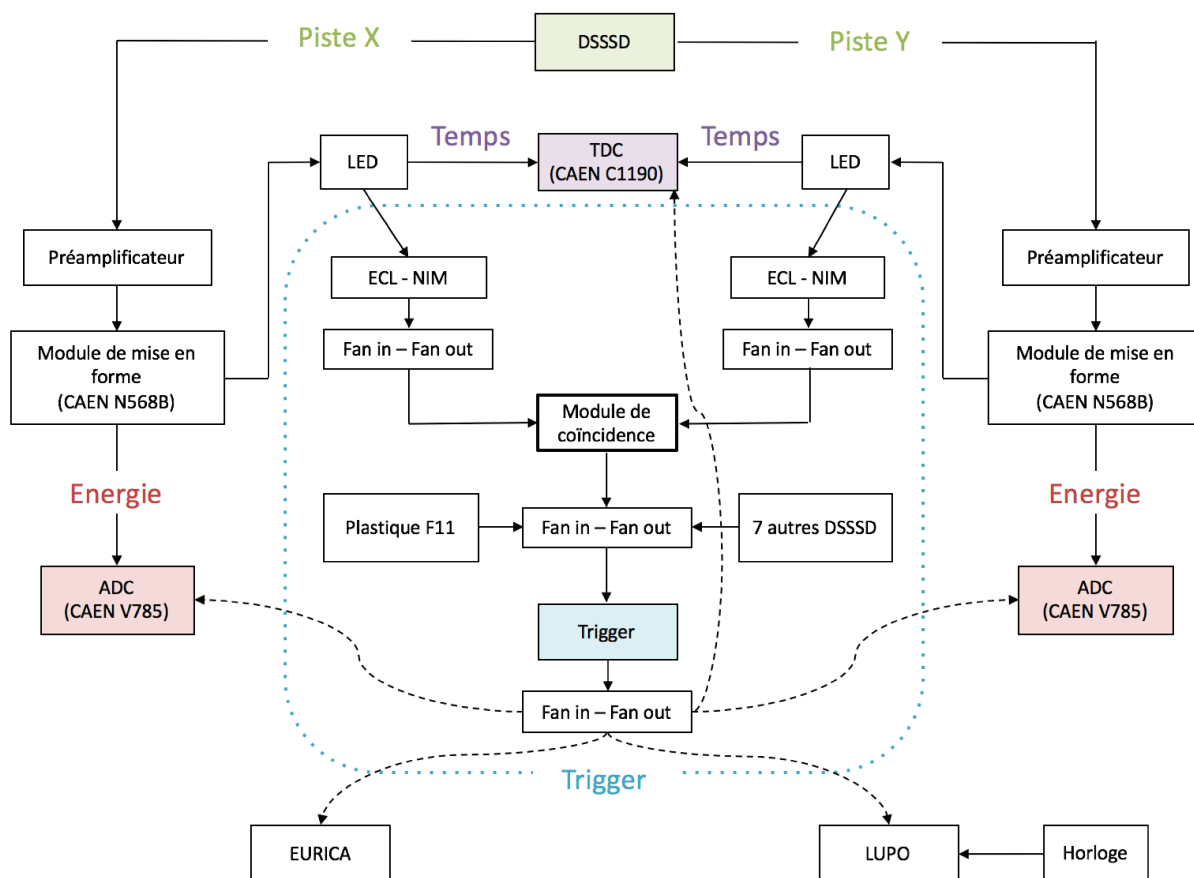 Piste X
DSSSD
Piste Y
Temps
TDC
(CAEN C1190)
Temps
LED
LED
Préamplificateur
ECL - NIM
ECL - NIM
Préamplificateur
Module de mise en
forme
(CAEN N568B)
Fan in – Fan out
Fan in – Fan out
Module de mise en
forme
(CAEN N568B)
Module de
coïncidence
Energie
Energie
Plastique F11
Fan in – Fan out
7 autres DSSSD
ADC
(CAEN V785)
ADC
(CAEN V785)
Trigger
Fan in – Fan out
Trigger
EURICA
LUPO
Horloge